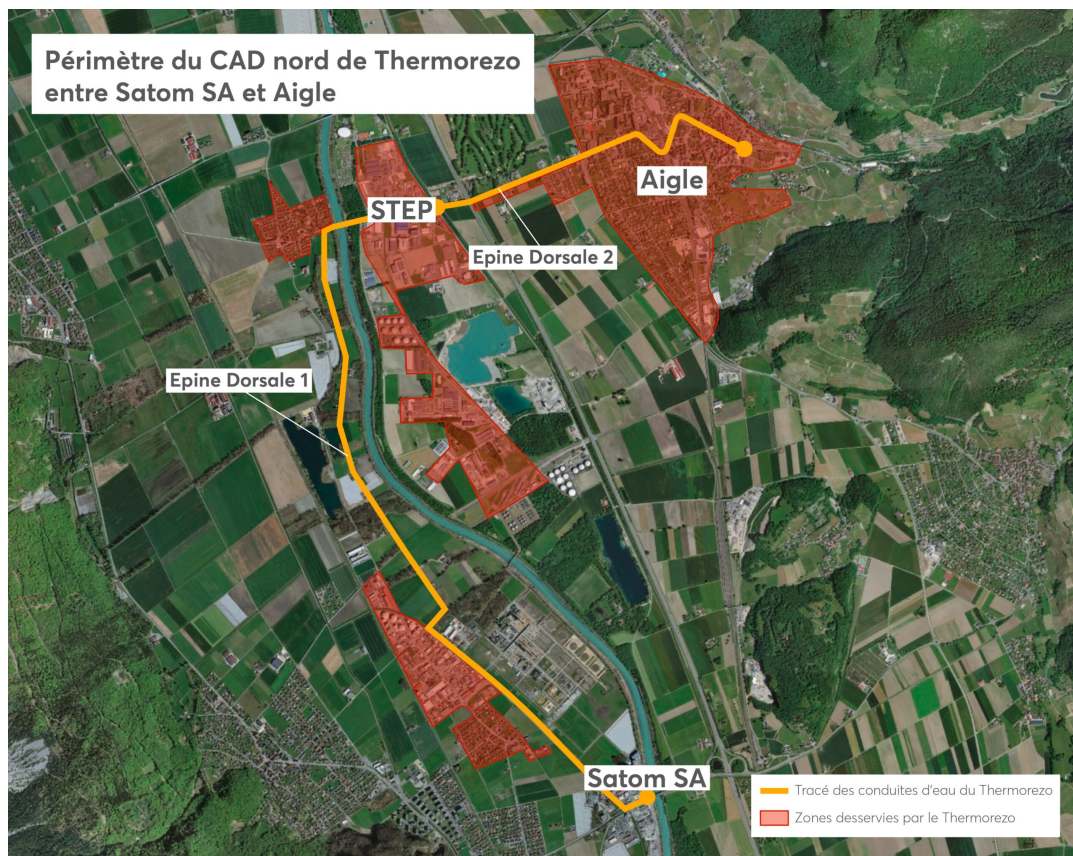 Périmètre du CAD nord de Thermorezo
entre Satom SA et Aigle
Aigle
STEP
Epine Dorsale 2
Epine Dorsale 1
Satom SA
Tracé des conduites d'eau du Thermorezo
Zones desservies par le Thermorezo